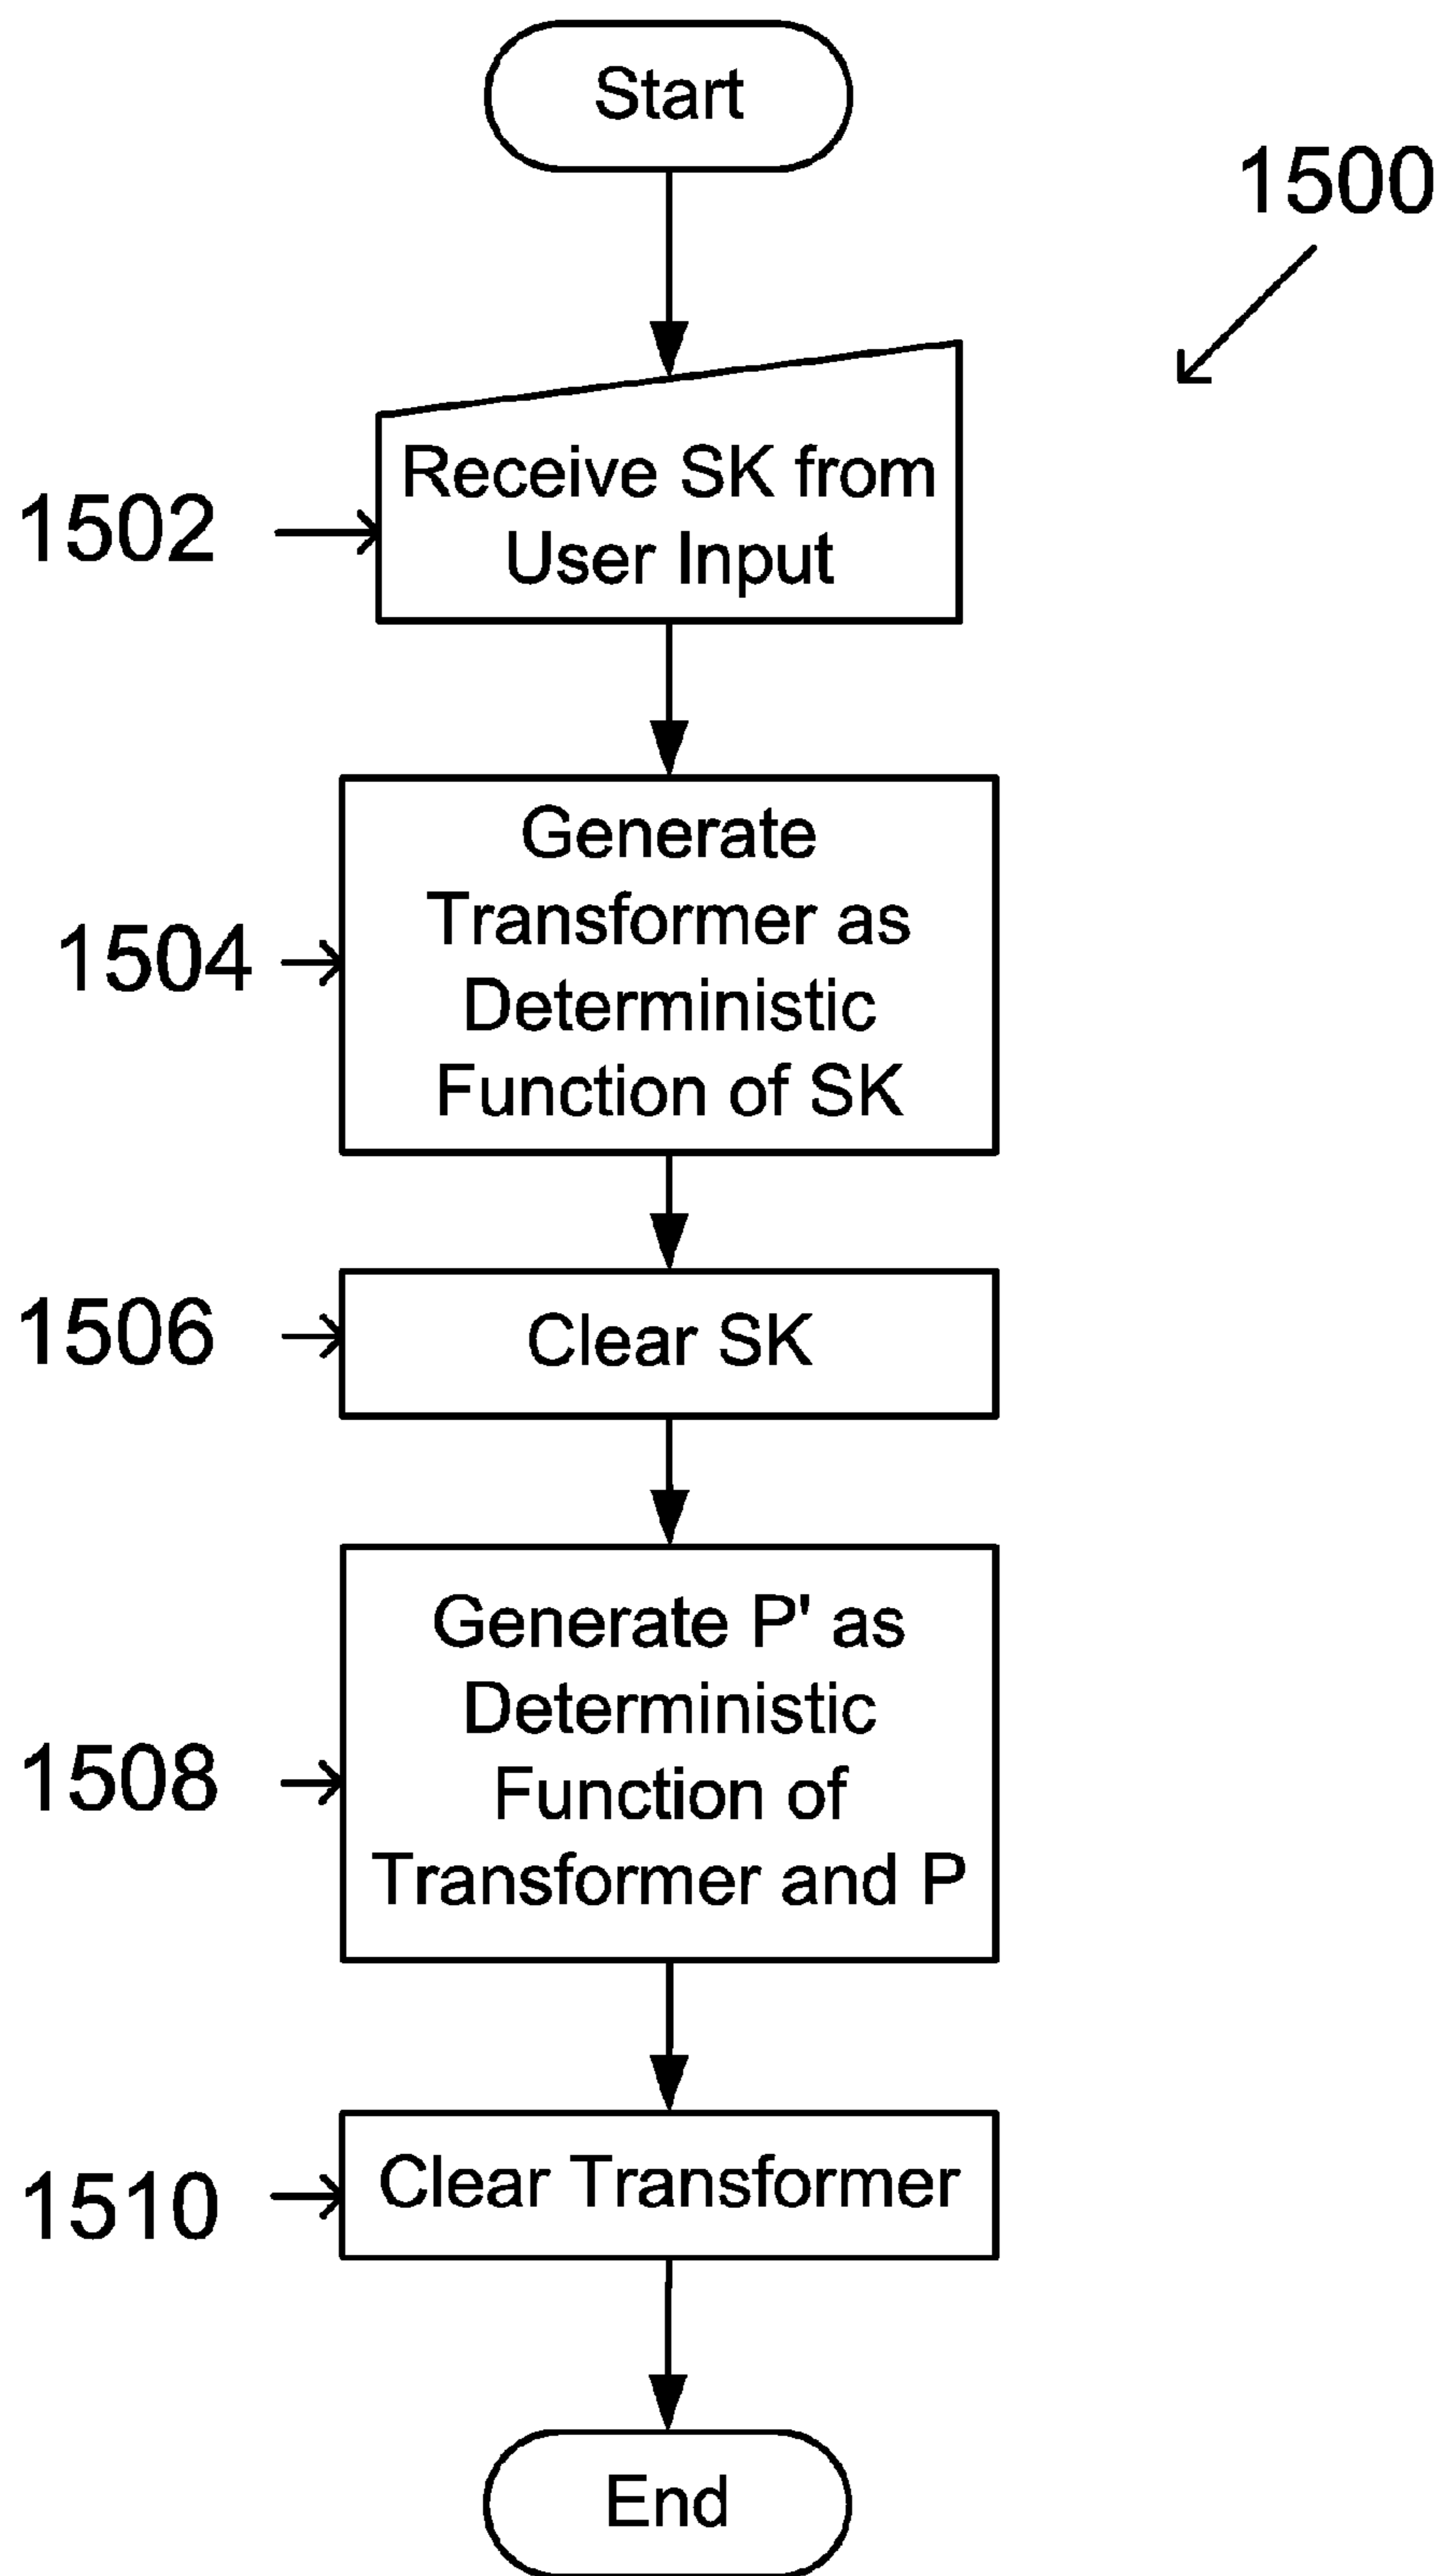 Start
1500
Receive SK from
User Input
1502
Generate
Transformer as
Deterministic
Function of SK
1504
Clear SK
1506
Generate P' as
Deterministic
Function of
Transformer and P
1508
Clear Transformer
1510
End